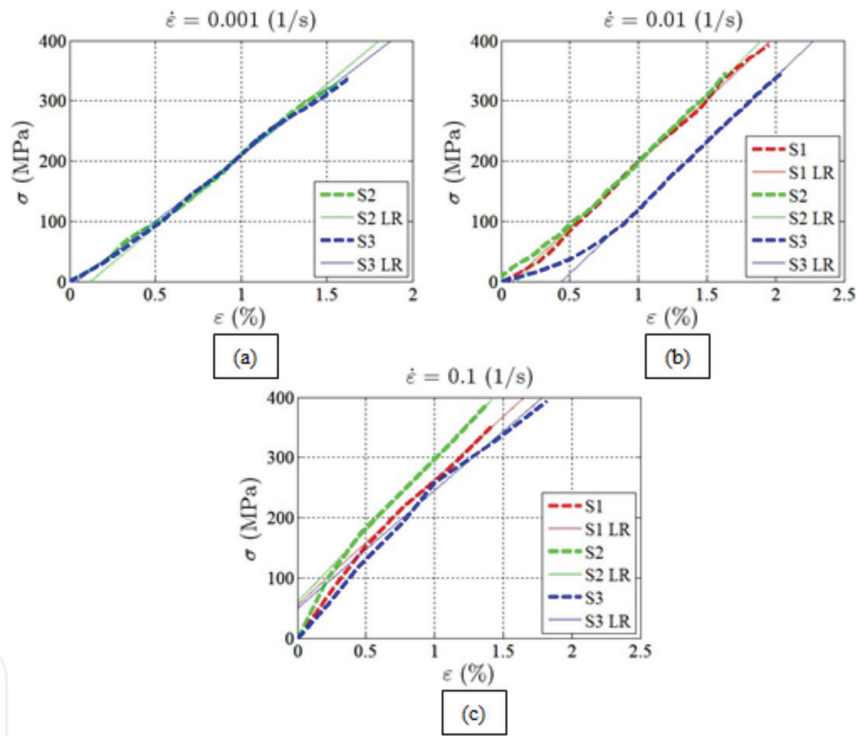 ε̇ = 0.001 (1/s)
400
300
200
100
0
σ (MPa)
S2
S2 LR
S3
S3 LR
0
0.5
1
1.5
2
ε (%)
(a)
ε̇ = 0.01 (1/s)
400
300
200
100
0
σ (MPa)
S1
S1 LR
S2
S2 LR
S3
S3 LR
0
0.5
1
1.5
2
2.5
ε (%)
(b)
ε̇ = 0.1 (1/s)
400
300
200
100
0
σ (MPa)
S1
S1 LR
S2
S2 LR
S3
S3 LR
0
0.5
1
1.5
2
2.5
ε (%)
(c)